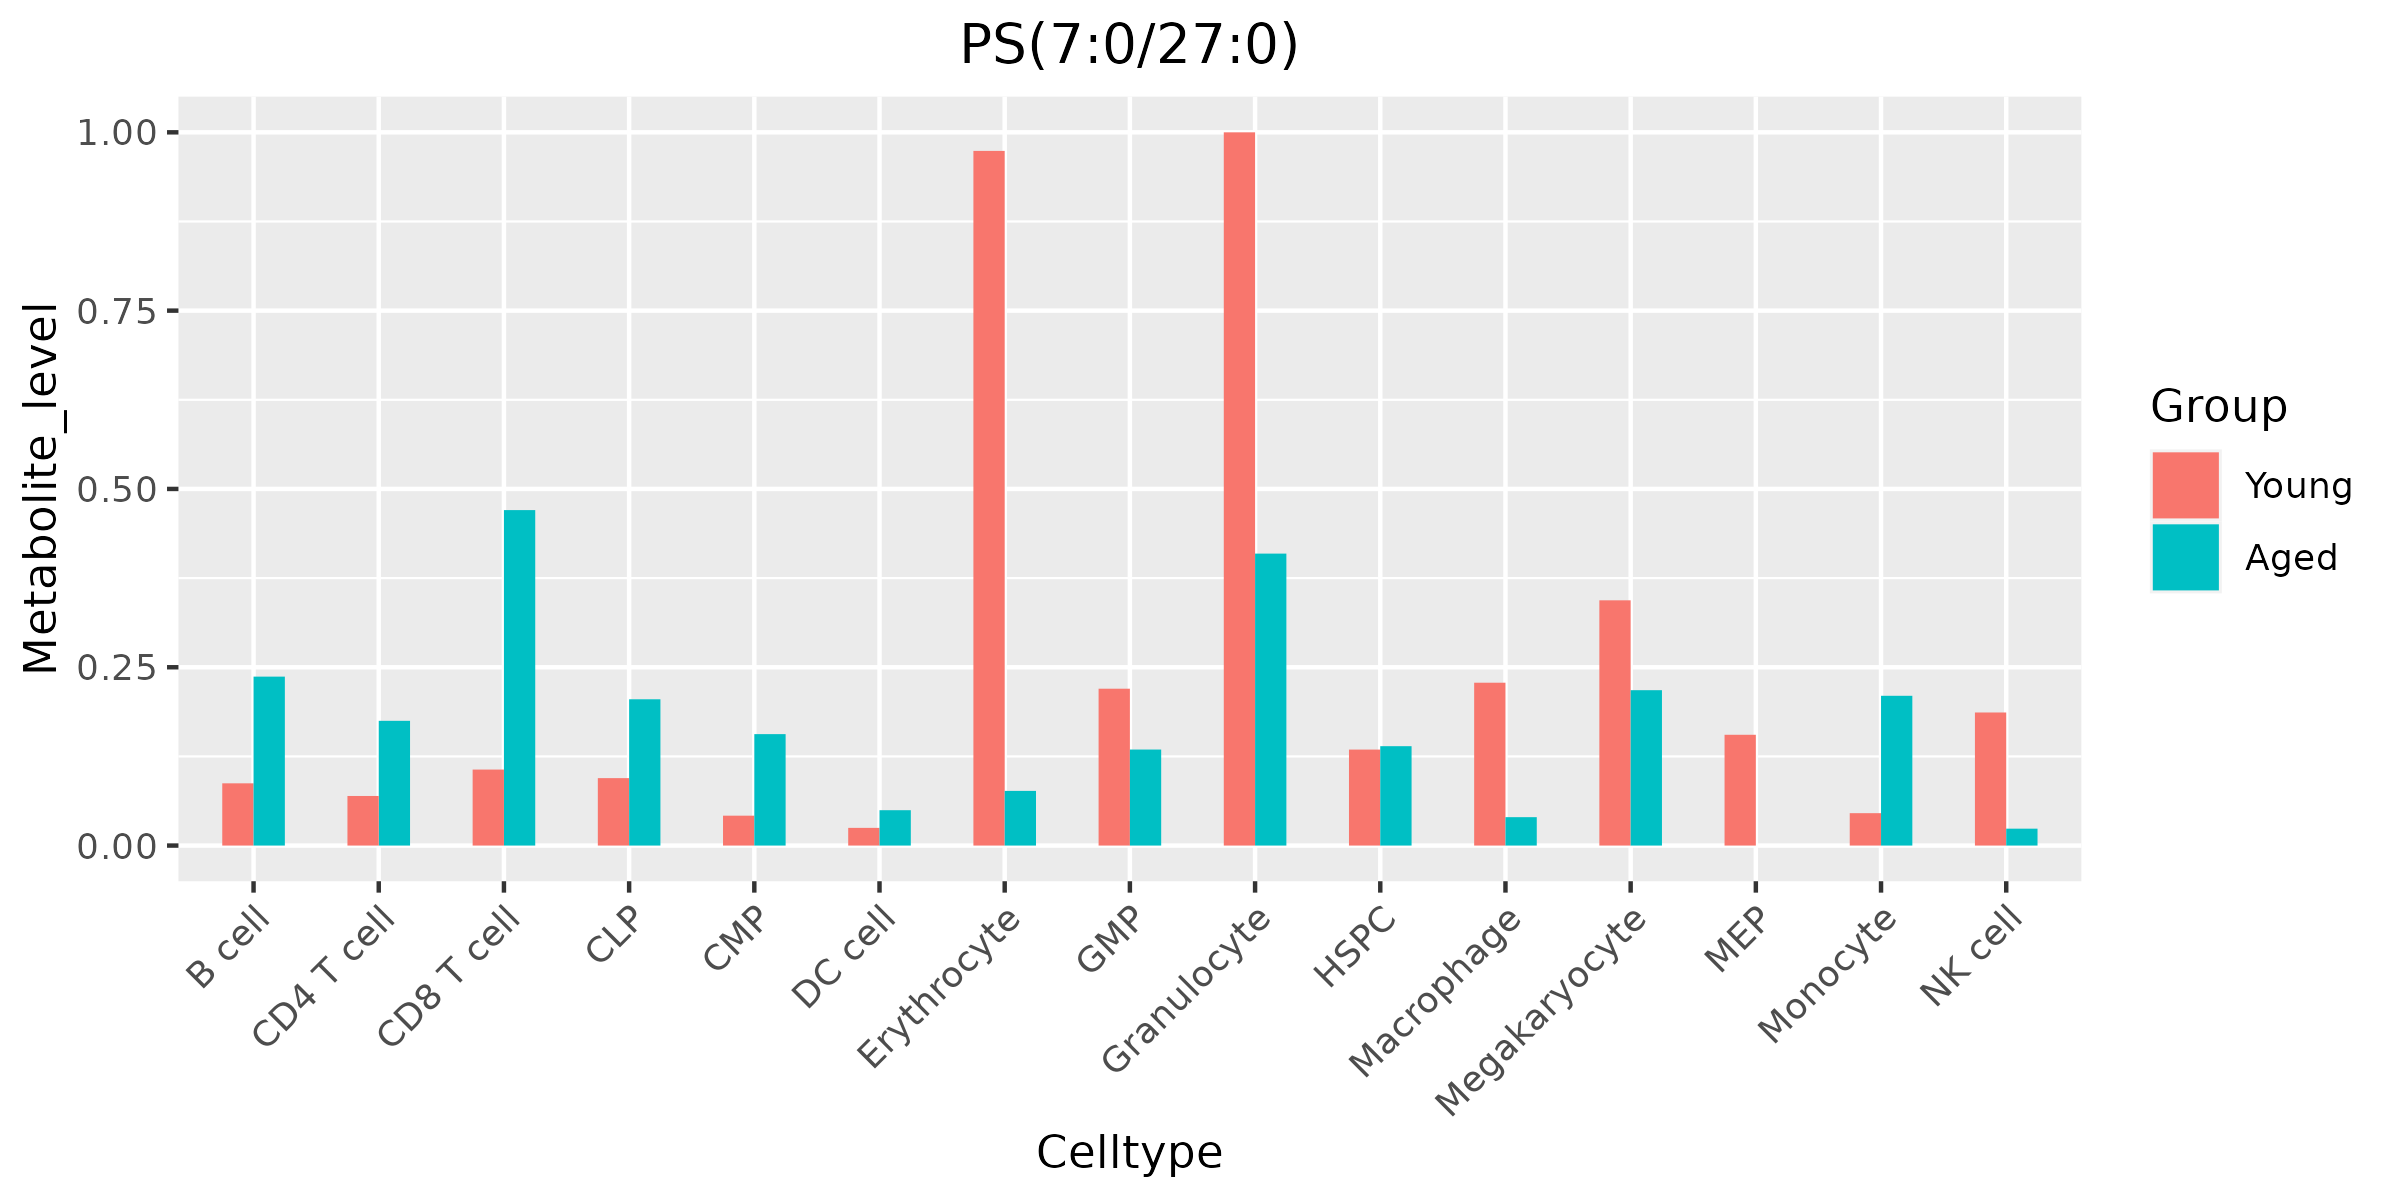 PS(7:0/27:0)
Metabolite_level
1.00
0.75
0.50
0.25
0.00
B cell
CD4 T cell
CD8 T cell
CLP
CMP
DC cell
Erythrocyte
GMP
Granulocyte
HSPC
Macrophage
Megakaryocyte
MEP
Monocyte
NK cell
Celltype
Group
Young
Aged